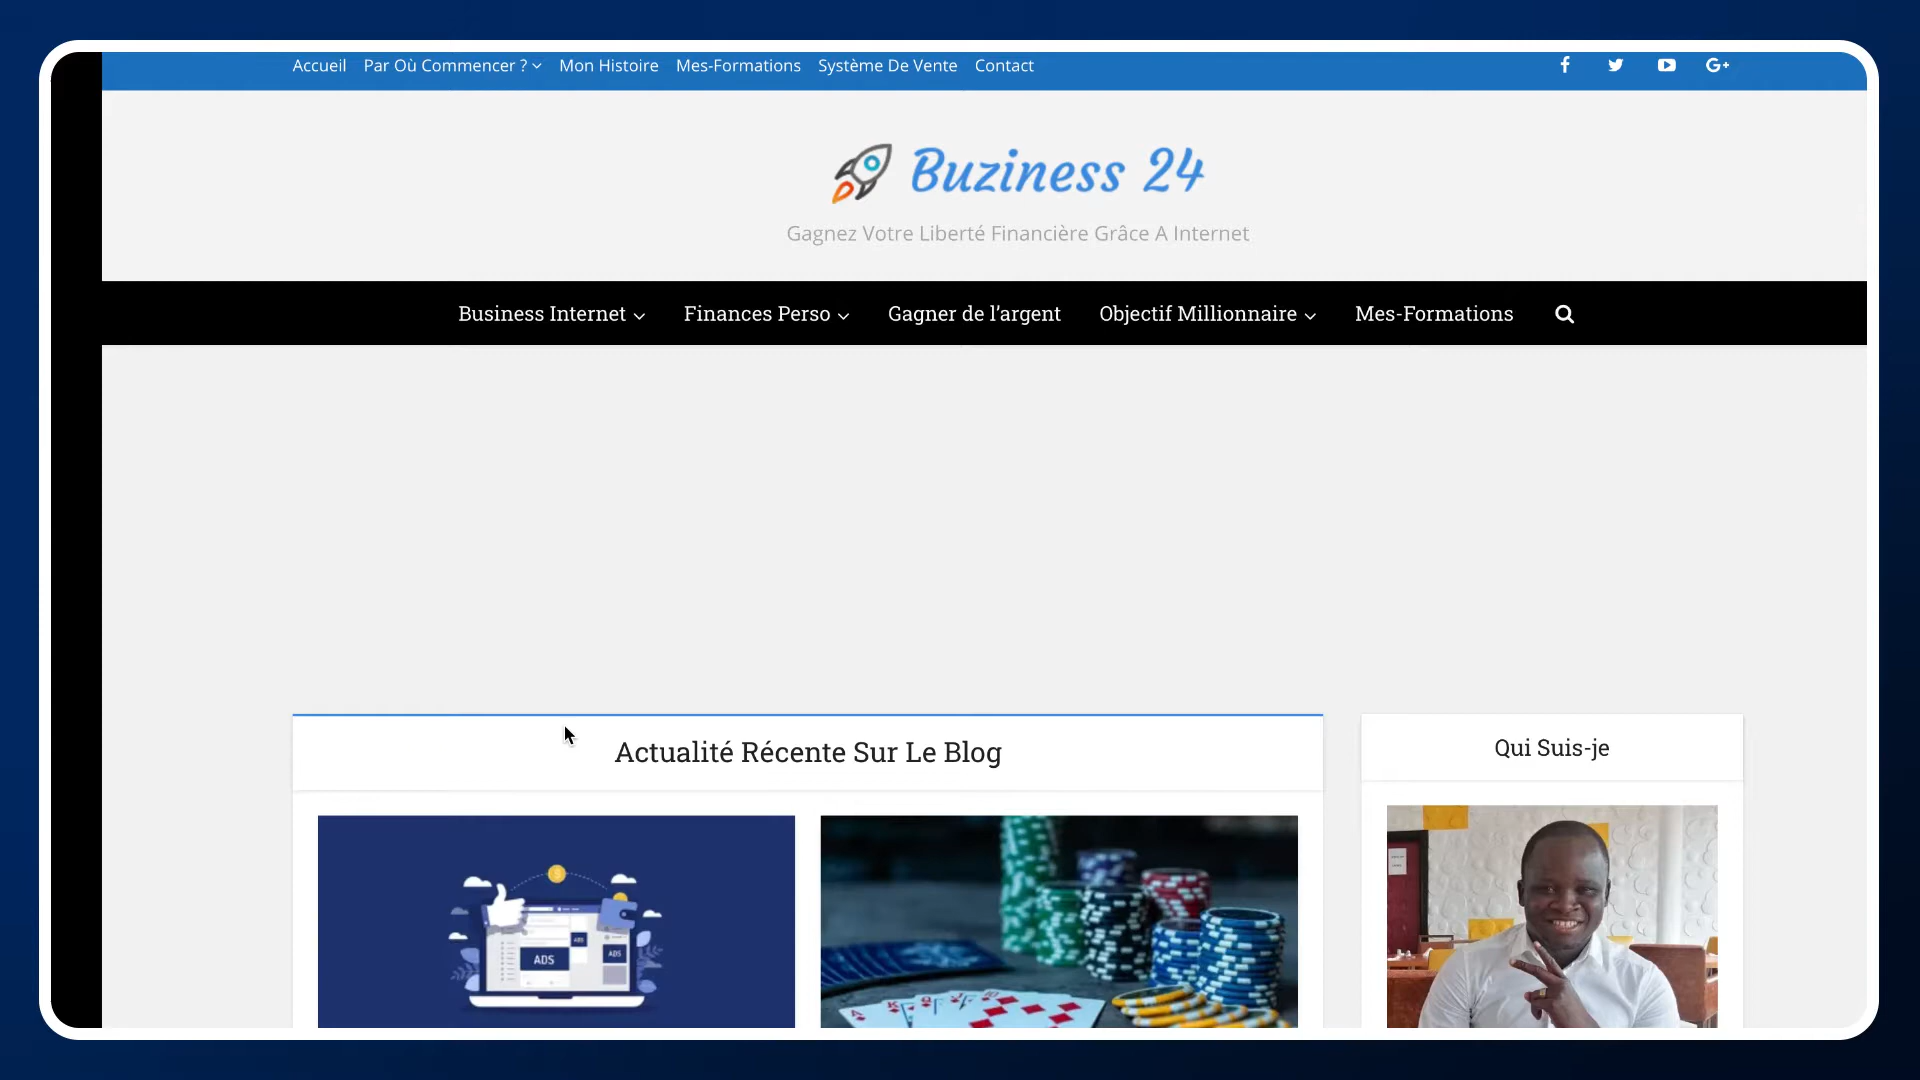 Accueil Par Où Commencer ? Mon Histoire Mes-Formations Système De Vente Contact
Buziness 24
Gagnez Votre Liberté Financière Grâce A Internet
Business Internet Finances Perso Gagner de l’argent Objectif Millionnaire Mes-Formations
Actualité Récente Sur Le Blog
Qui Suis-je
ADS
ADS
ADS